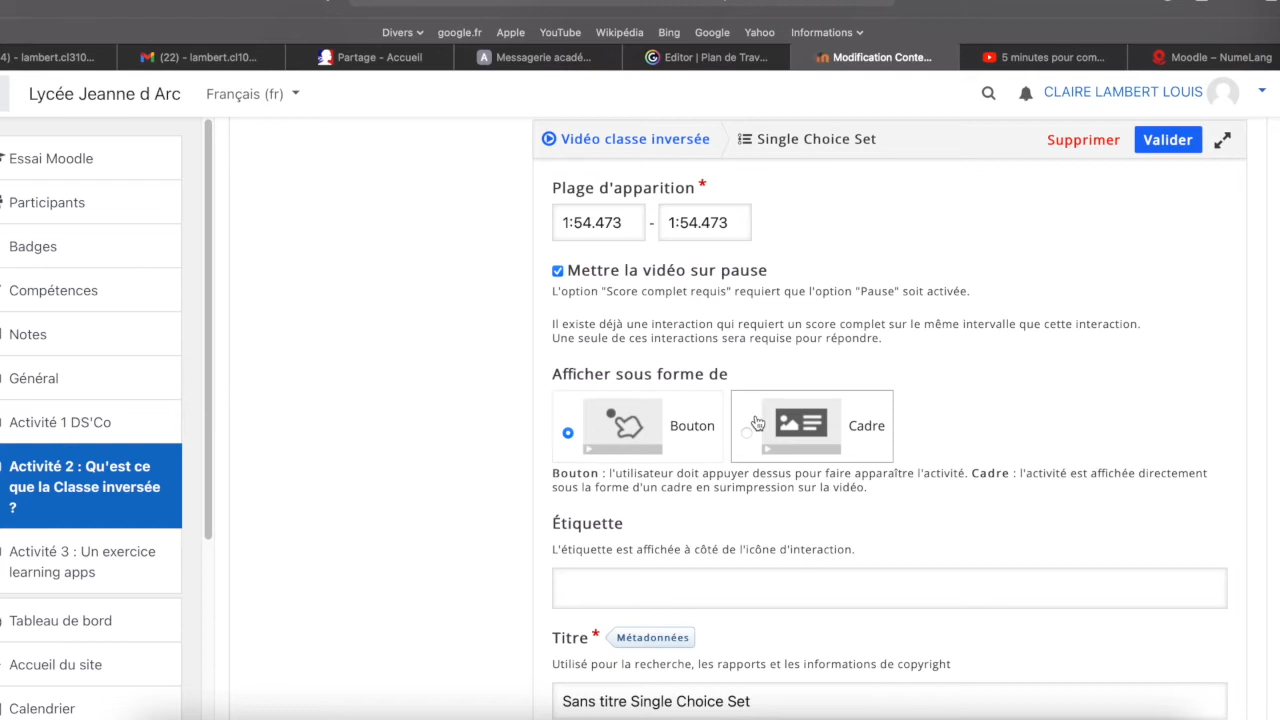 Divers google.fr Apple YouTube Wikipédia Bing Google Yahoo Informations
4) - lambert.cl310... (22) - lambert.cl10... Partage - Accueil Messagerie acadé... Editor | Plan de Trav... Modification Conte... 5 minutes pour com... Moodle – NumeLang
Lycée Jeanne d Arc Français (fr) CLAIRE LAMBERT LOUIS
Essai Moodle
Participants
Badges
Compétences
Notes
Général
Activité 1 DS'Co
Activité 2 : Qu'est ce
que la Classe inversée
?
Activité 3 : Un exercice
learning apps
Tableau de bord
Accueil du site
Calendrier
Vidéo classe inversée Single Choice Set Supprimer Valider
Plage d'apparition *
1:54.473 - 1:54.473
Mettre la vidéo sur pause
L'option "Score complet requis" requiert que l'option "Pause" soit activée.
Il existe déjà une interaction qui requiert un score complet sur le même intervalle que cette interaction.
Une seule de ces interactions sera requise pour répondre.
Afficher sous forme de
Bouton Cadre
Bouton : l'utilisateur doit appuyer dessus pour faire apparaître l'activité. Cadre : l'activité est affichée directement
sous la forme d'un cadre en surimpression sur la vidéo.
Étiquette
L'étiquette est affichée à côté de l'icône d'interaction.
Titre * Métadonnées
Utilisé pour la recherche, les rapports et les informations de copyright
Sans titre Single Choice Set